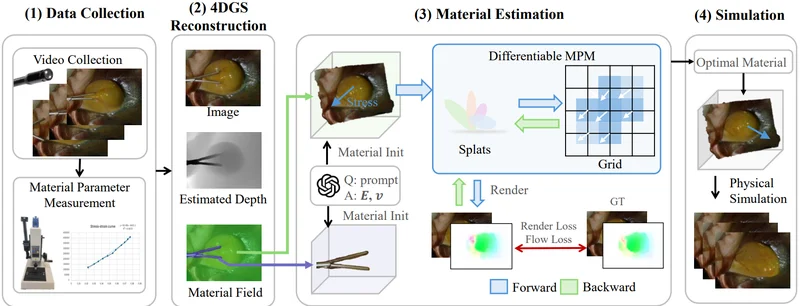 (1) Data Collection
Video Collection
Material Parameter
Measurement
(2) 4DGS
Reconstruction
Image
Estimated Depth
Material Field
(3) Material Estimation
Stress
Material Init
Q: prompt
A: E, ν
Material Init
Differentiable MPM
Splats
Grid
Render
GT
Render Loss
Flow Loss
Forward
Backward
(4) Simulation
Optimal Material
Physical
Simulation